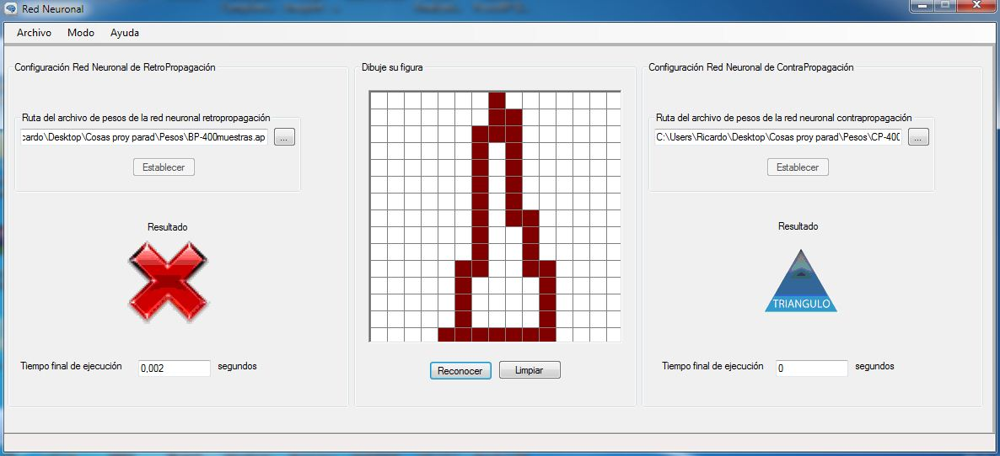 Red Neuronal
Archivo Modo Ayuda
Configuración Red Neuronal de RetroPropagación
Ruta del archivo de pesos de la red neuronal retropropagación
cardo\Desktop\Cosas proy parad\Pesos\BP-400muestras.ap
...
Establecer
Resultado
Tiempo final de ejecución 0,002 segundos
Dibuje su figura
Reconocer Limpiar
Configuración Red Neuronal de ContraPropagación
Ruta del archivo de pesos de la red neuronal contrapropagación
C:\Users\Ricardo\Desktop\Cosas proy parad\Pesos\CP-400
...
Establecer
Resultado
TRIANGULO
Tiempo final de ejecución 0 segundos